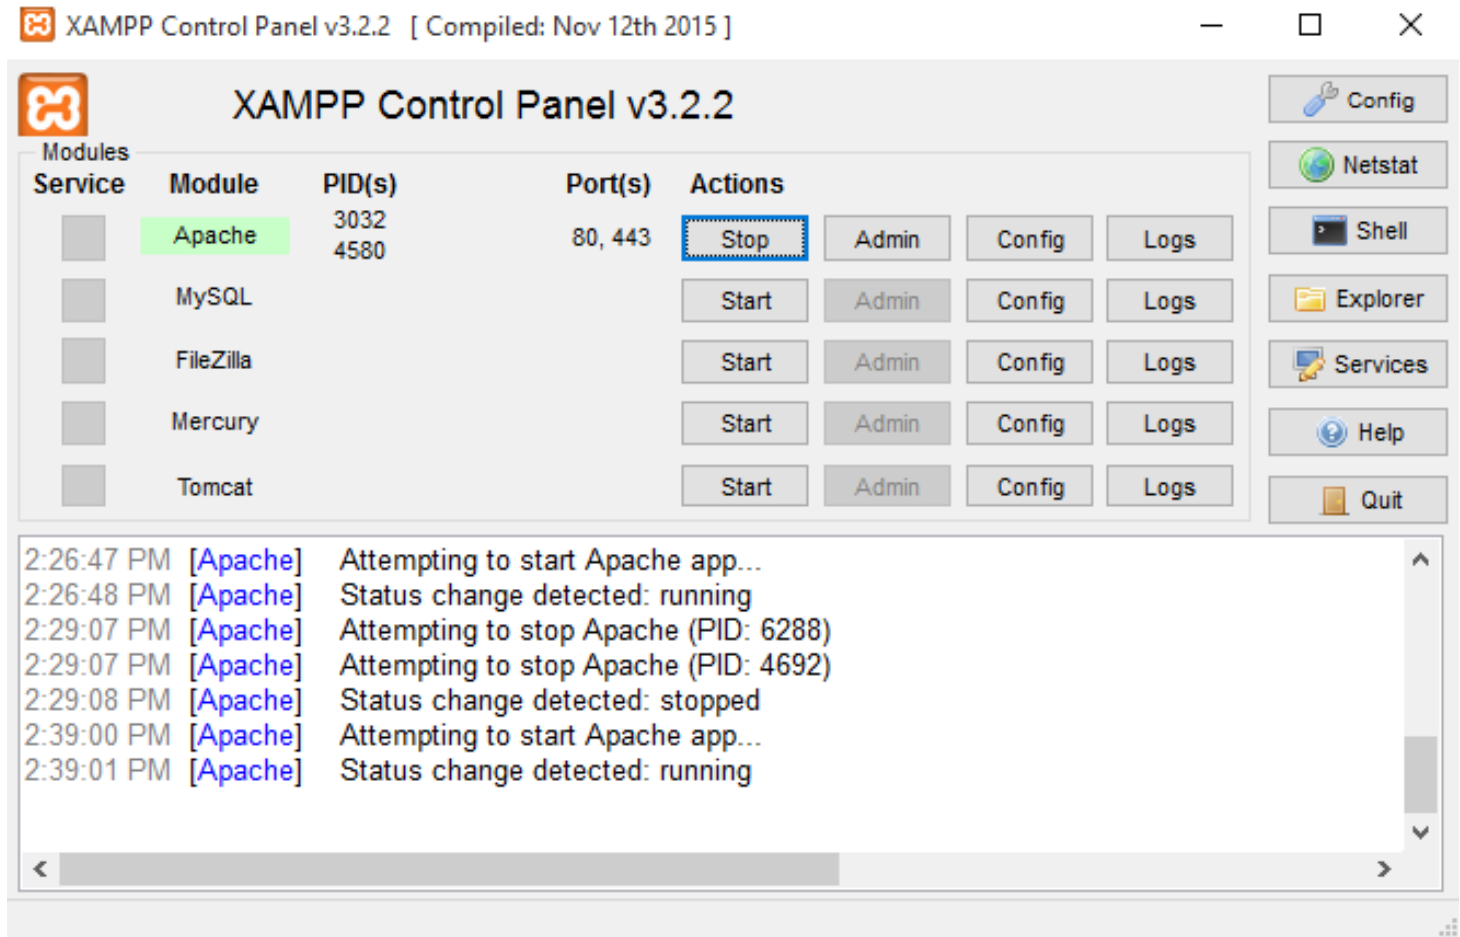 XAMPP Control Panel v3.2.2 [ Compiled: Nov 12th 2015 ]
XAMPP Control Panel v3.2.2
Config
Modules
Service Module PID(s) Port(s) Actions
Netstat
Apache 3032 4580 80, 443 Stop Admin Config Logs
Shell
MySQL Start Admin Config Logs
Explorer
FileZilla Start Admin Config Logs
Services
Mercury Start Admin Config Logs
Help
Tomcat Start Admin Config Logs
Quit
2:26:47 PM [Apache] Attempting to start Apache app...
2:26:48 PM [Apache] Status change detected: running
2:29:07 PM [Apache] Attempting to stop Apache (PID: 6288)
2:29:07 PM [Apache] Attempting to stop Apache (PID: 4692)
2:29:08 PM [Apache] Status change detected: stopped
2:39:00 PM [Apache] Attempting to start Apache app...
2:39:01 PM [Apache] Status change detected: running